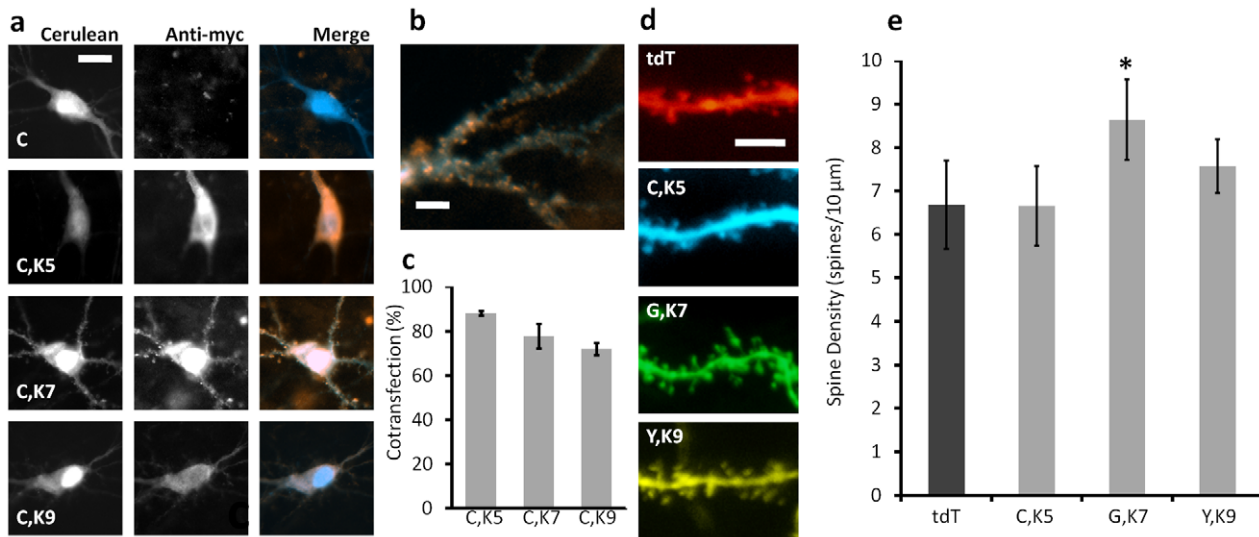 a
Cerulean Anti-myc Merge
C
C,K5
C,K7
C,K9
C
b
c
Cotransfection (%)
100
80
60
40
20
0
C,K5 C,K7 C,K9
d
tdT
C,K5
G,K7
Y,K9
e
Spine Density (spines/10 μm)
10
9
8
7
6
5
4
3
2
1
0
*
tdT C,K5 G,K7 Y,K9